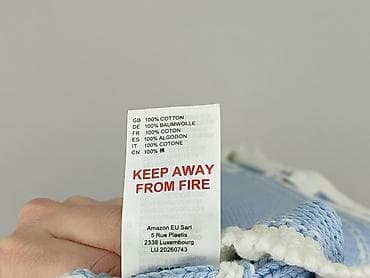 GB 100% COTTON
DE 100% BAUMWOLLE
FR 100% COTON
ES 100% ALGODON
IT 100% COTONE
CN 100% 棉
KEEP AWAY
FROM FIRE
Amazon EU Sarl
5 Rue Plaetis
2338 Luxembourg
LU 20260743